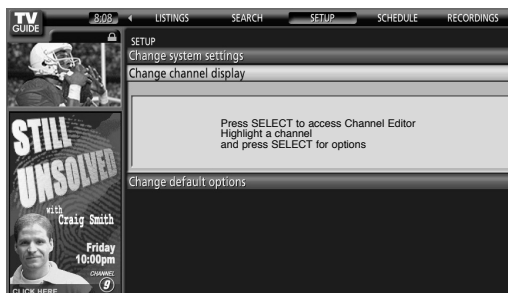 TV
GUIDE
8:08
LISTINGS SEARCH SETUP SCHEDULE RECORDINGS
SETUP
Change system settings
Change channel display
Press SELECT to access Channel Editor
Highlight a channel
and press SELECT for options
Change default options
STILL
UNSOLVED
with
Craig Smith
Friday
10:00pm
CHANNEL
9
CLICK HERE